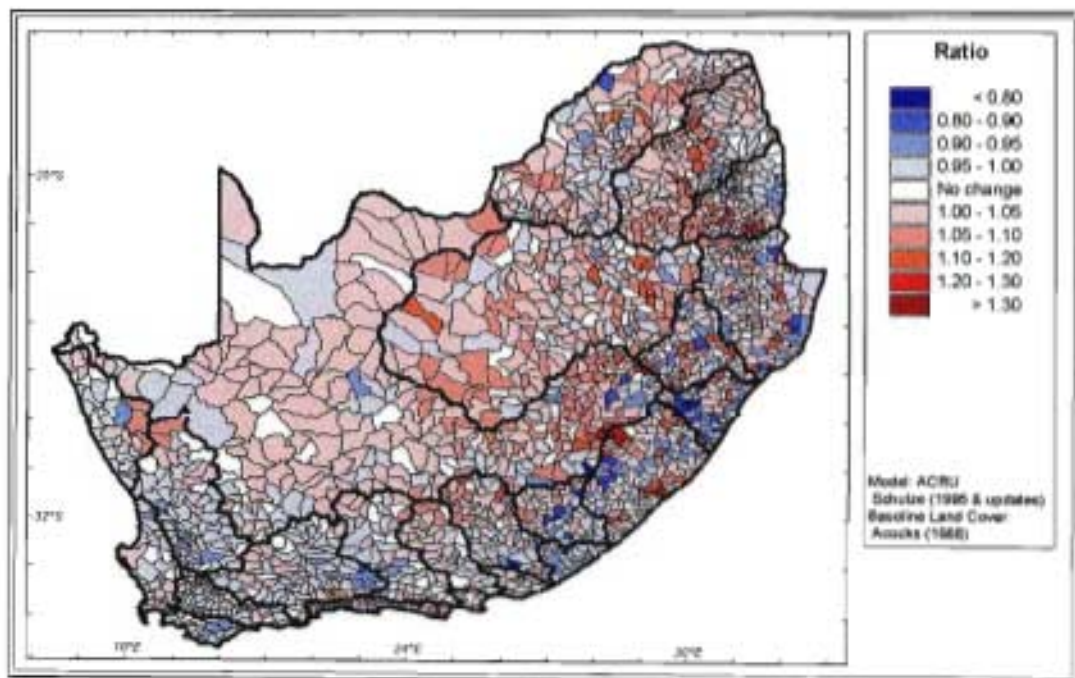 Ratio
< 0.80
0.80 - 0.90
0.90 - 0.95
0.95 - 1.00
No change
1.00 - 1.05
1.05 - 1.10
1.10 - 1.20
1.20 - 1.30
> 1.30
Model: ACRU
Schulze (1995 & updates)
Baseline Land Cover:
Acocks
32°S
24°E
30°E